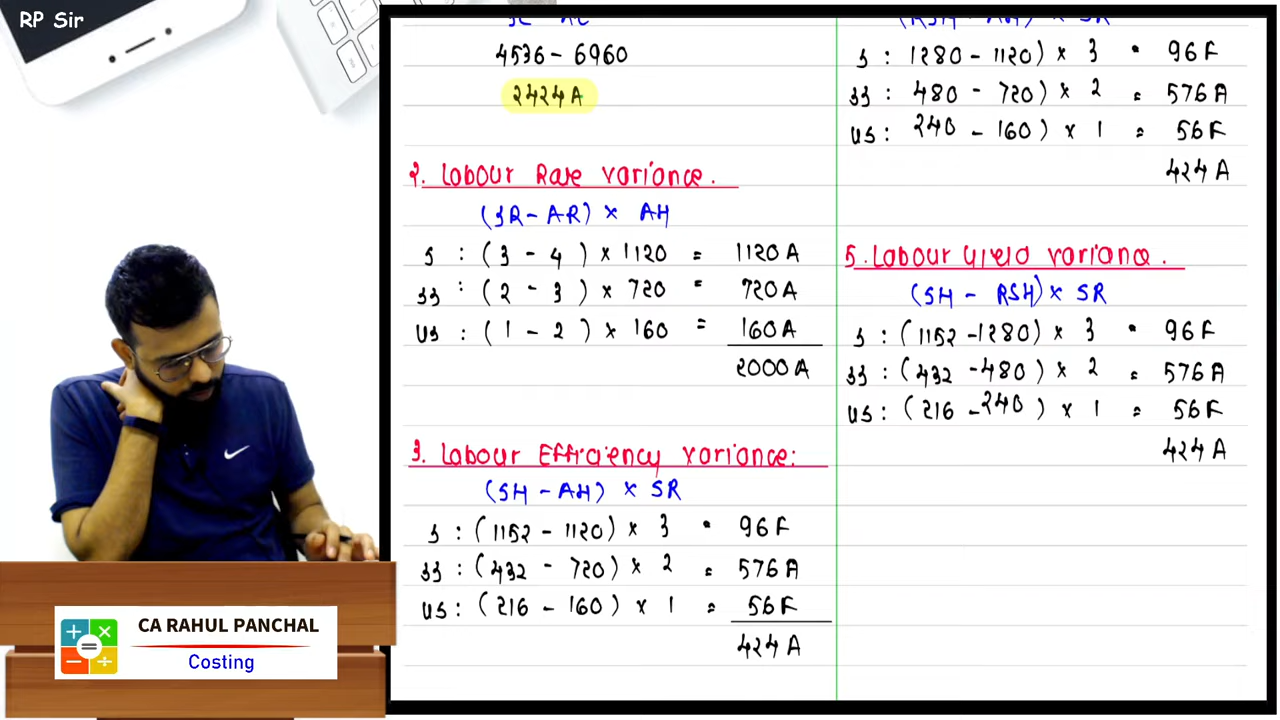 RP Sir
4536 - 6960
2424 A
2. Labour Rate variance.
(SR - AR) × AH
S : (3 - 4) × 1120 = 1120 A
SS : (2 - 3) × 720 = 720 A
US : (1 - 2) × 160 = 160 A
2000 A
3. Labour Efficiency variance:
(SH - AH) × SR
S : (1152 - 1120) × 3 = 96 F
SS : (432 - 720) × 2 = 576 A
US : (216 - 160) × 1 = 56 F
424 A
S : 1280 - 1120) × 3 = 96 F
SS : 480 - 720) × 2 = 576 A
US : 240 - 160) × 1 = 56 F
424 A
5. Labour Yield variance.
(SH - RSH) × SR
S : (1152 - 1280) × 3 = 96 F
SS : (432 - 480) × 2 = 576 A
US : (216 - 240) × 1 = 56 F
424 A
CA RAHUL PANCHAL
Costing